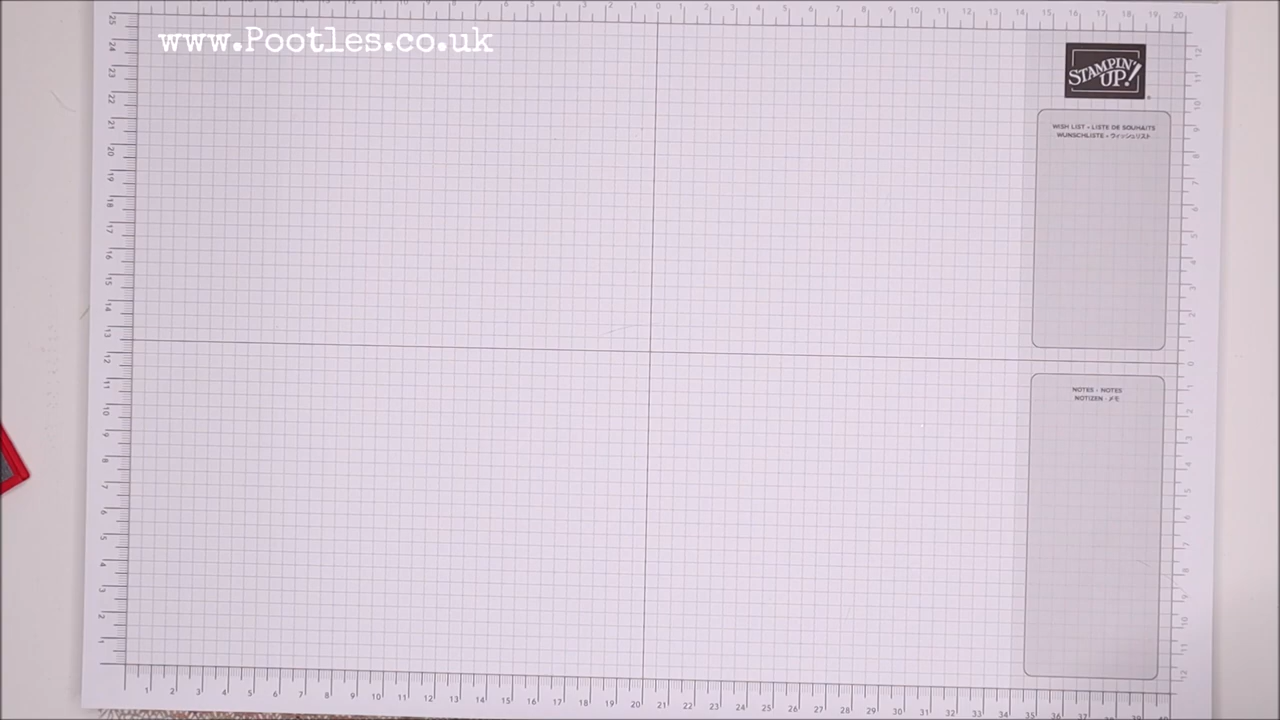 www.Pootles.co.uk
STAMPIN'
UP!
WISH LIST • LISTE DE SOUHAITS
WUNSCHLISTE • ウィッシュリスト
NOTES • NOTES
NOTIZEN • メモ